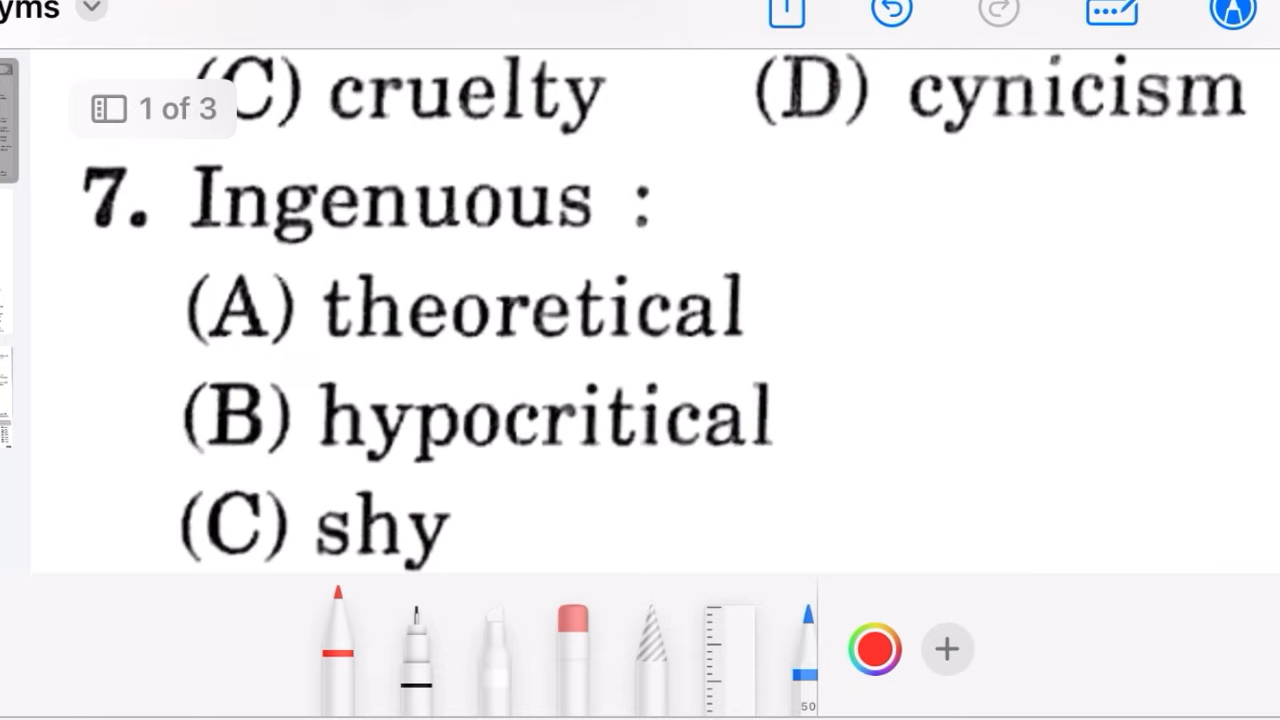 yms
(C) cruelty (D) cynicism
1 of 3
7. Ingenuous :
(A) theoretical
(B) hypocritical
(C) shy
50